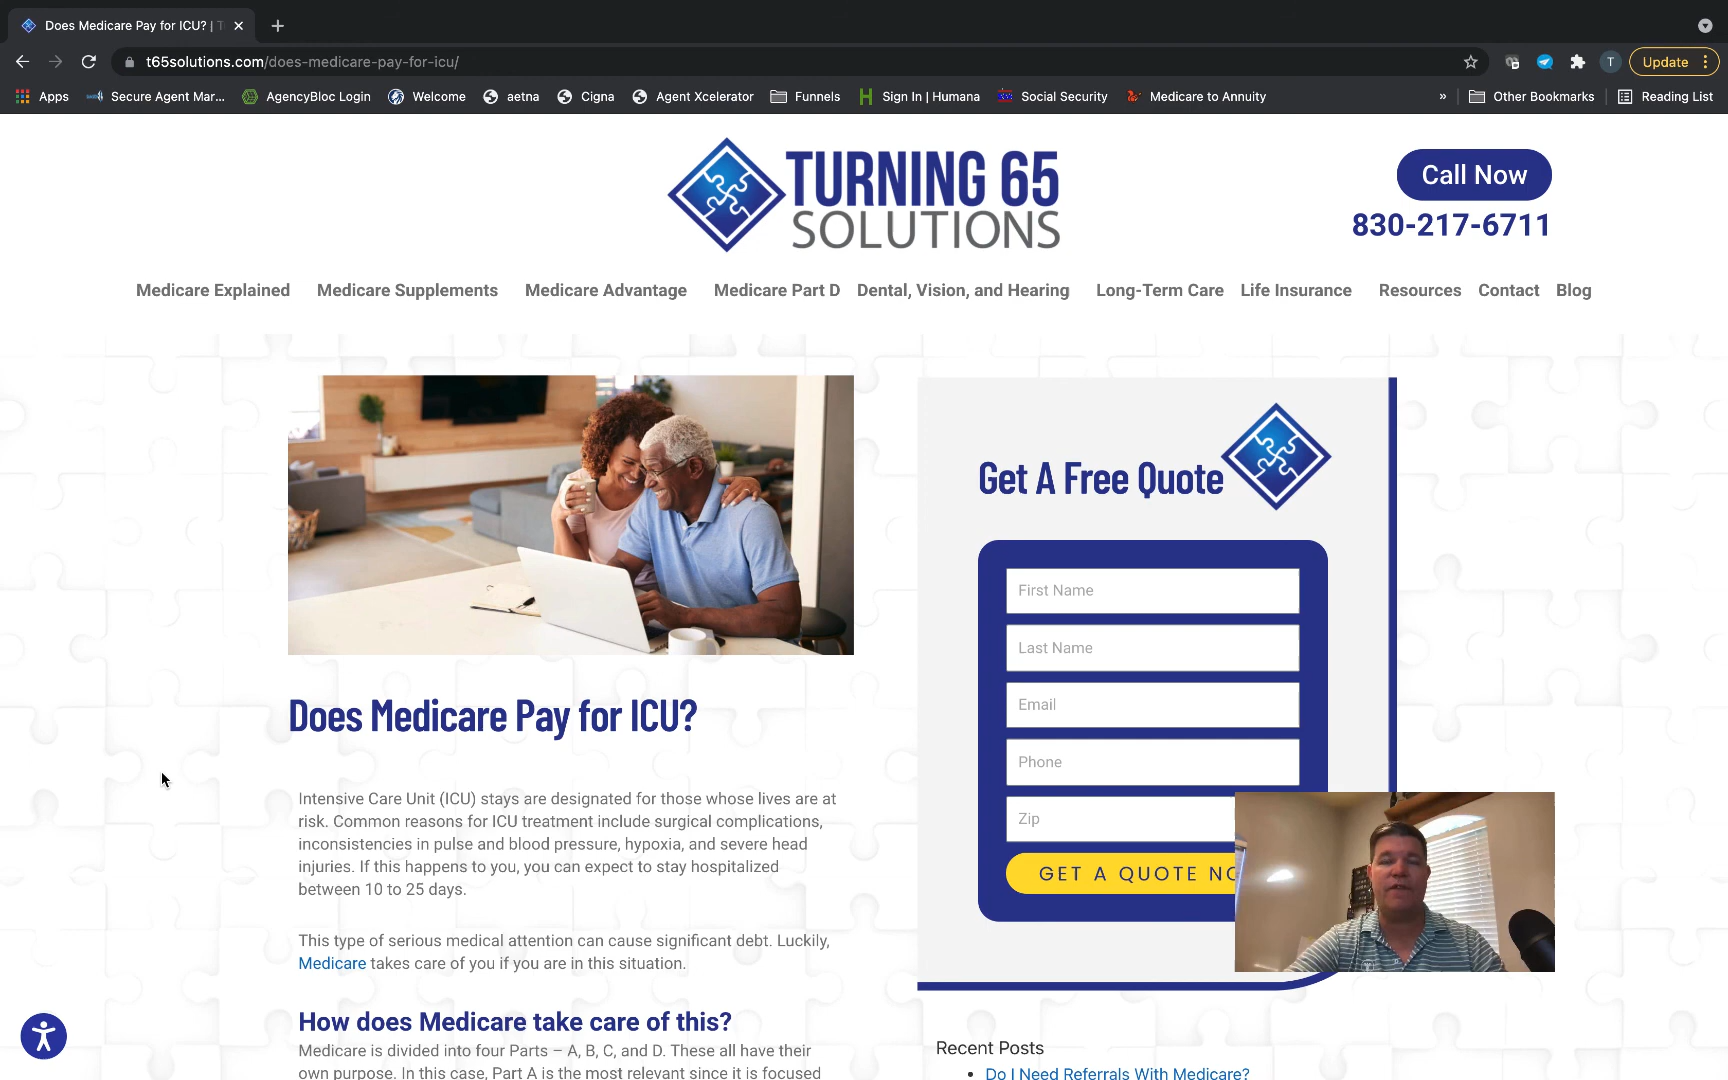 Does Medicare Pay for ICU? | T
t65solutions.com/does-medicare-pay-for-icu/
T
Update
Apps
Secure Agent Mar...
AgencyBloc Login
Welcome
aetna
Cigna
Agent Xcelerator
Funnels
Sign In | Humana
Social Security
Medicare to Annuity
»
Other Bookmarks
Reading List
TURNING 65
SOLUTIONS
Call Now
830-217-6711
Medicare Explained
Medicare Supplements
Medicare Advantage
Medicare Part D
Dental, Vision, and Hearing
Long-Term Care
Life Insurance
Resources
Contact
Blog
Get A Free Quote
First Name
Last Name
Email
Phone
Zip
GET A QUOTE NO
Does Medicare Pay for ICU?
Intensive Care Unit (ICU) stays are designated for those whose lives are at
risk. Common reasons for ICU treatment include surgical complications,
inconsistencies in pulse and blood pressure, hypoxia, and severe head
injuries. If this happens to you, you can expect to stay hospitalized
between 10 to 25 days.
This type of serious medical attention can cause significant debt. Luckily,
Medicare takes care of you if you are in this situation.
How does Medicare take care of this?
Medicare is divided into four Parts – A, B, C, and D. These all have their
own purpose. In this case, Part A is the most relevant since it is focused
Recent Posts
• Do I Need Referrals With Medicare?